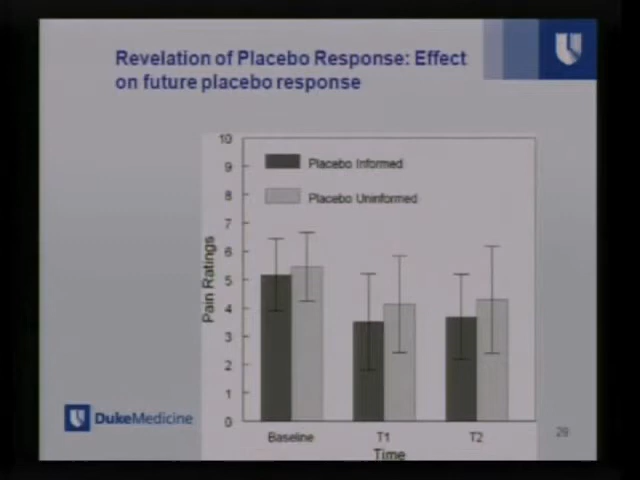 Revelation of Placebo Response: Effect
on future placebo response
10
9
8
7
6
5
4
3
2
1
0
Pain Ratings
Placebo Informed
Placebo Uninformed
Baseline
T1
T2
Time
DukeMedicine
29